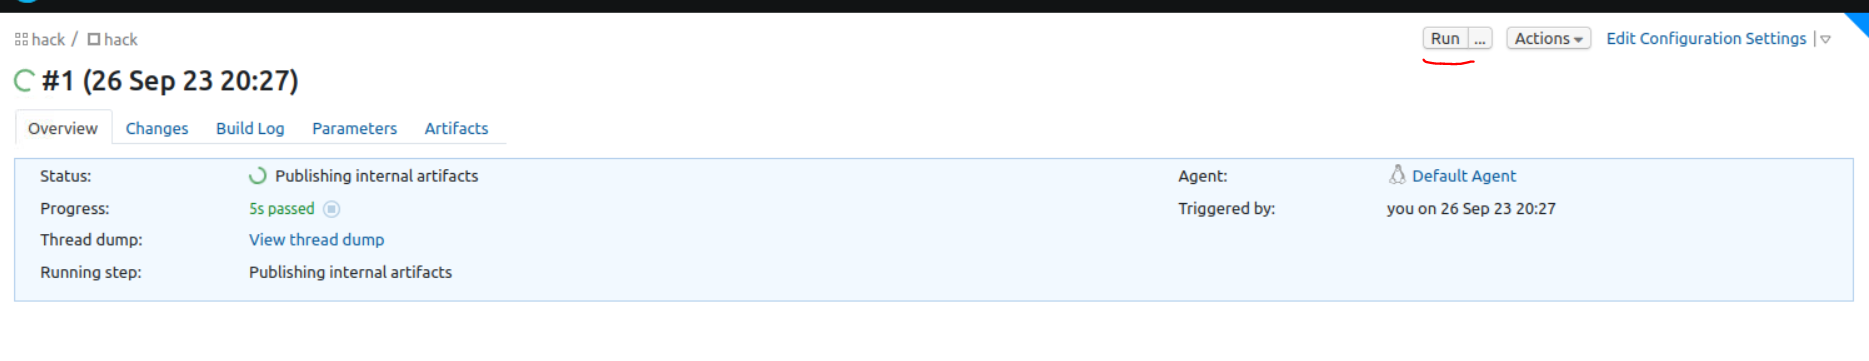 hack / hack
Run ... Actions Edit Configuration Settings
#1 (26 Sep 23 20:27)
Overview Changes Build Log Parameters Artifacts
Status: Publishing internal artifacts Agent: Default Agent
Progress: 5s passed Triggered by: you on 26 Sep 23 20:27
Thread dump: View thread dump
Running step: Publishing internal artifacts